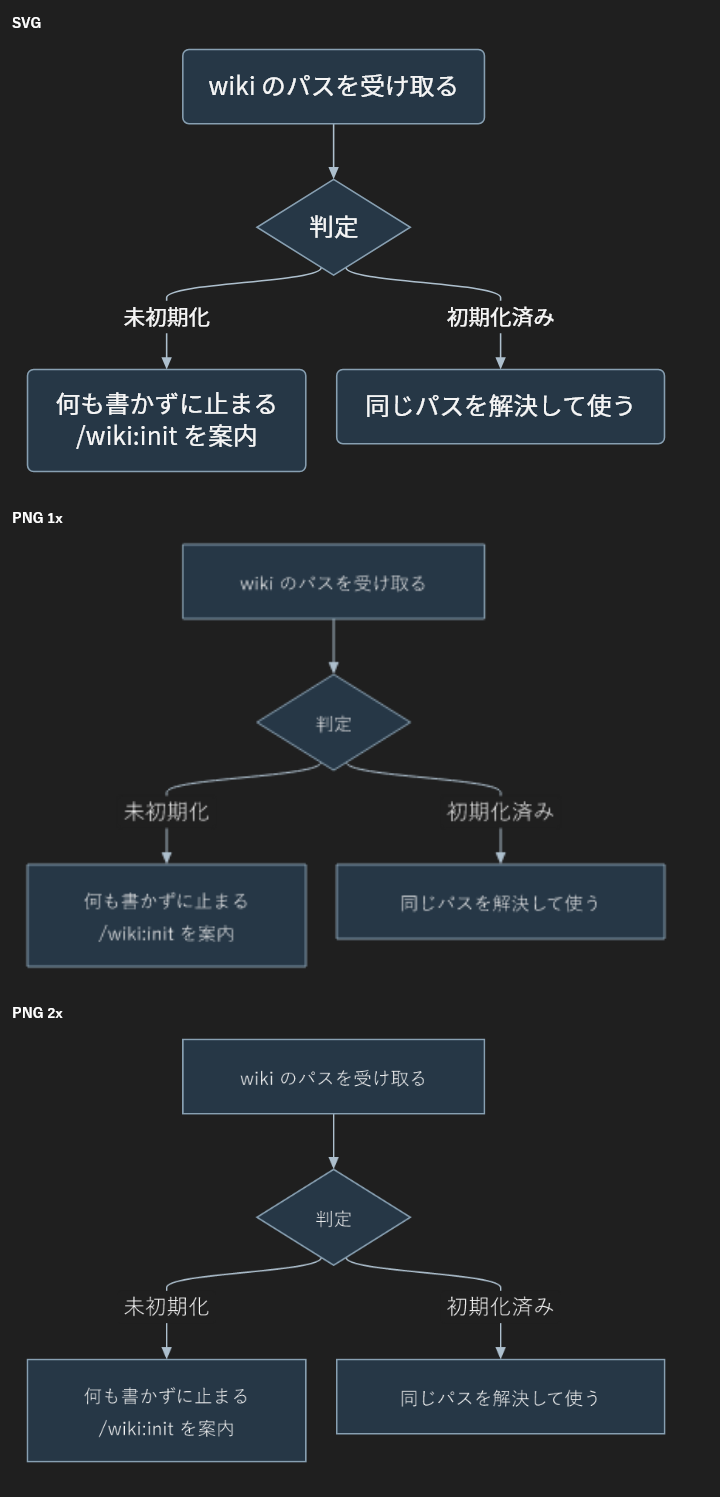 SVG
wiki のパスを受け取る
判定
未初期化
初期化済み
何も書かずに止まる
/wiki:init を案内
同じパスを解決して使う
PNG 1x
wiki のパスを受け取る
判定
未初期化
初期化済み
何も書かずに止まる
/wiki:init を案内
同じパスを解決して使う
PNG 2x
wiki のパスを受け取る
判定
未初期化
初期化済み
何も書かずに止まる
/wiki:init を案内
同じパスを解決して使う